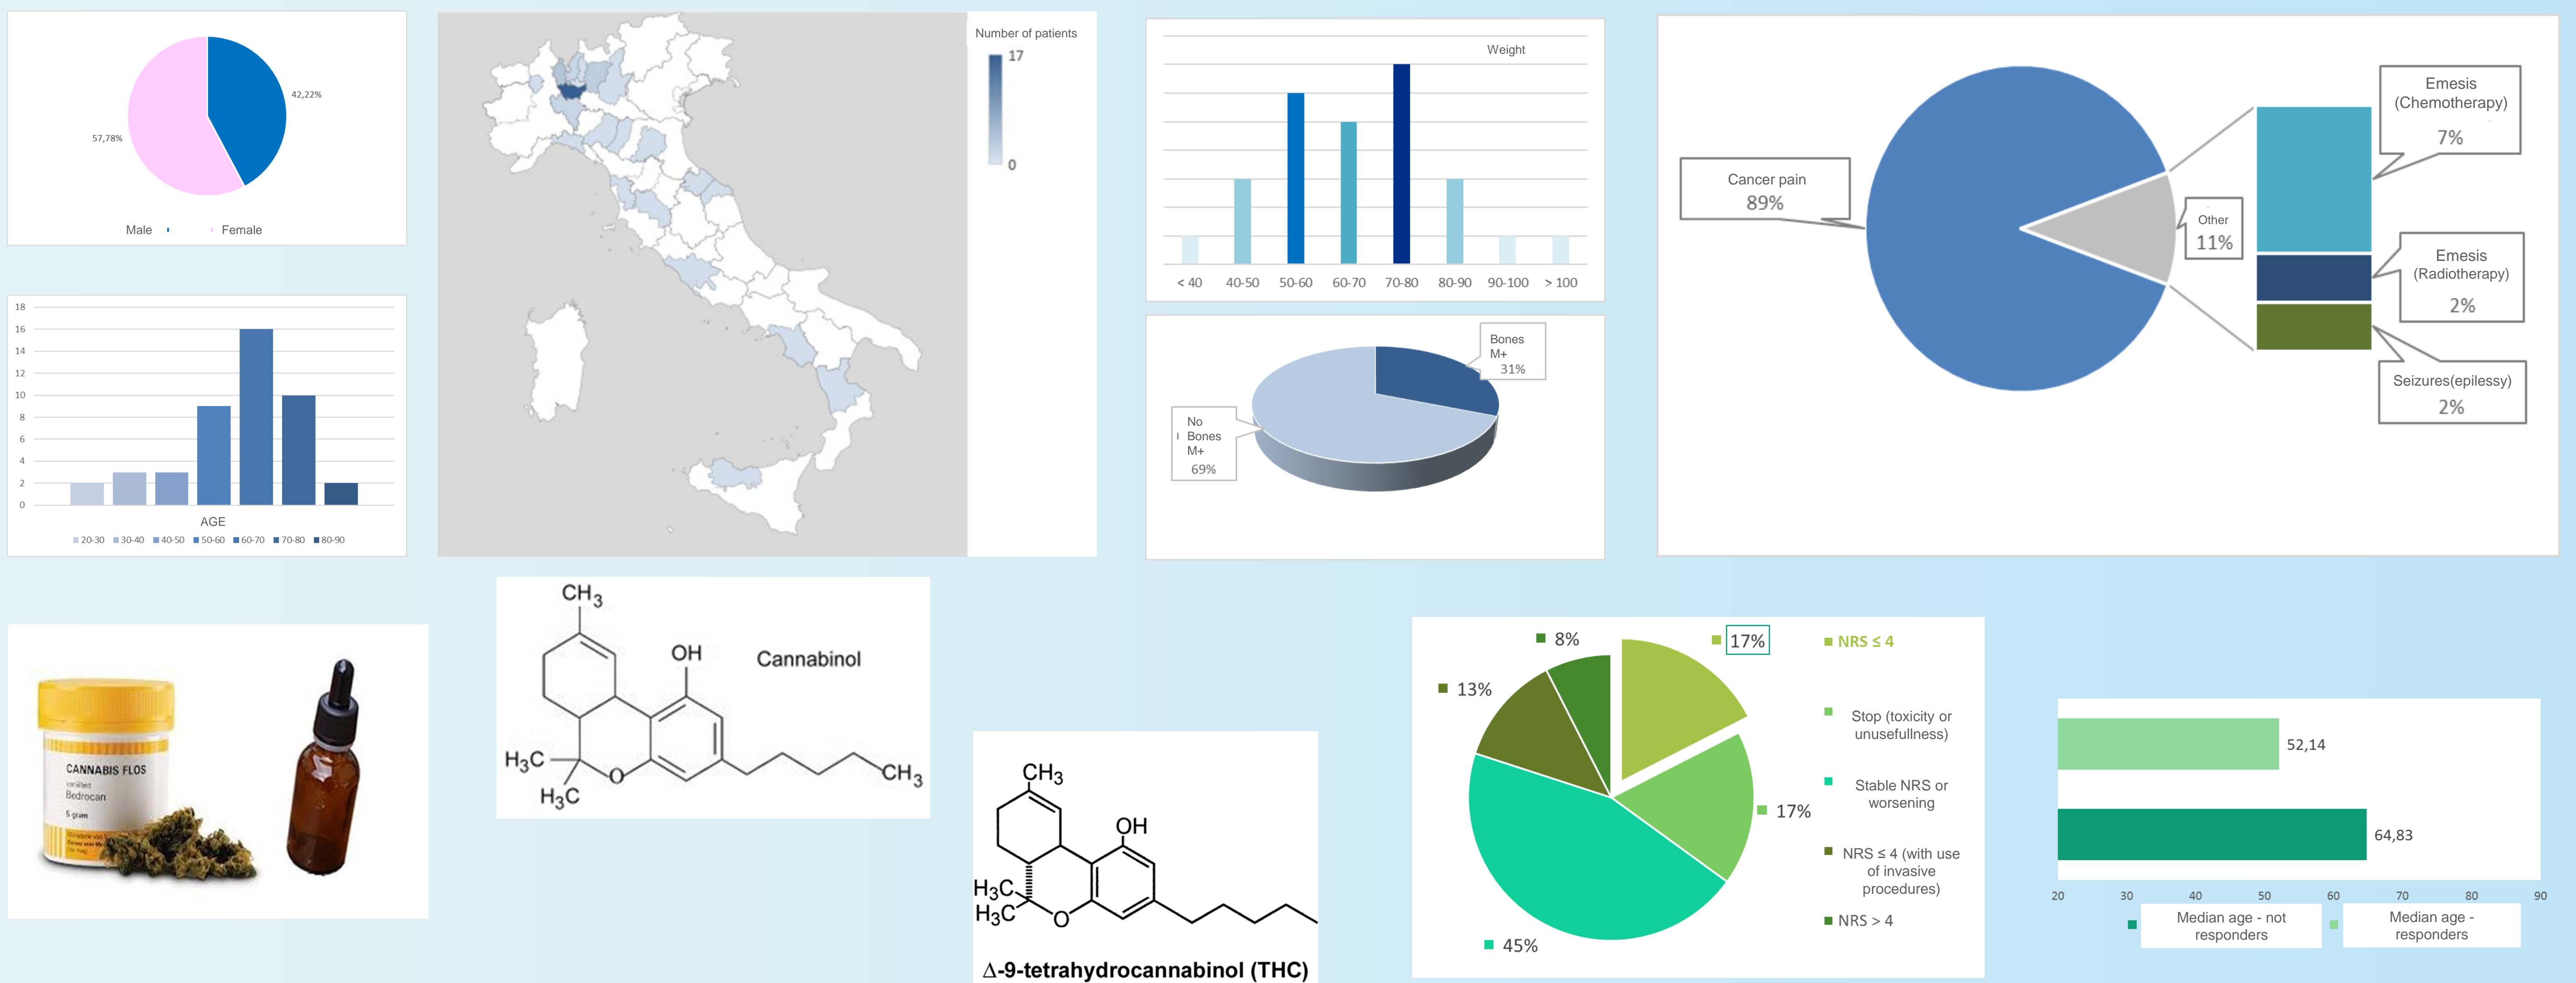 42,22%
57,78%
Male
Female
18
16
14
12
10
8
6
4
2
0
AGE
20-30 30-40 40-50 50-60 60-70 70-80 80-90
Number of patients
17
0
Weight
< 40 40-50 50-60 60-70 70-80 80-90 90-100 > 100
Bones
M+
31%
No
Bones
M+
69%
Cancer pain
89%
Other
11%
Emesis
(Chemotherapy)
7%
Emesis
(Radiotherapy)
2%
Seizures(epilessy)
2%
CANNABIS FLOS
variëteit
Bedrocan
5 gram
CH3
OH
Cannabinol
H3C
O
H3C
CH3
CH3
OH
H3C
H3C
O
Δ-9-tetrahydrocannabinol (THC)
8%
17%
13%
17%
45%
NRS ≤ 4
Stop (toxicity or
unusefullness)
Stable NRS or
worsening
NRS ≤ 4 (with use
of invasive
procedures)
NRS > 4
52,14
64,83
20 30 40 50 60 70 80 90
Median age - not
responders
Median age -
responders